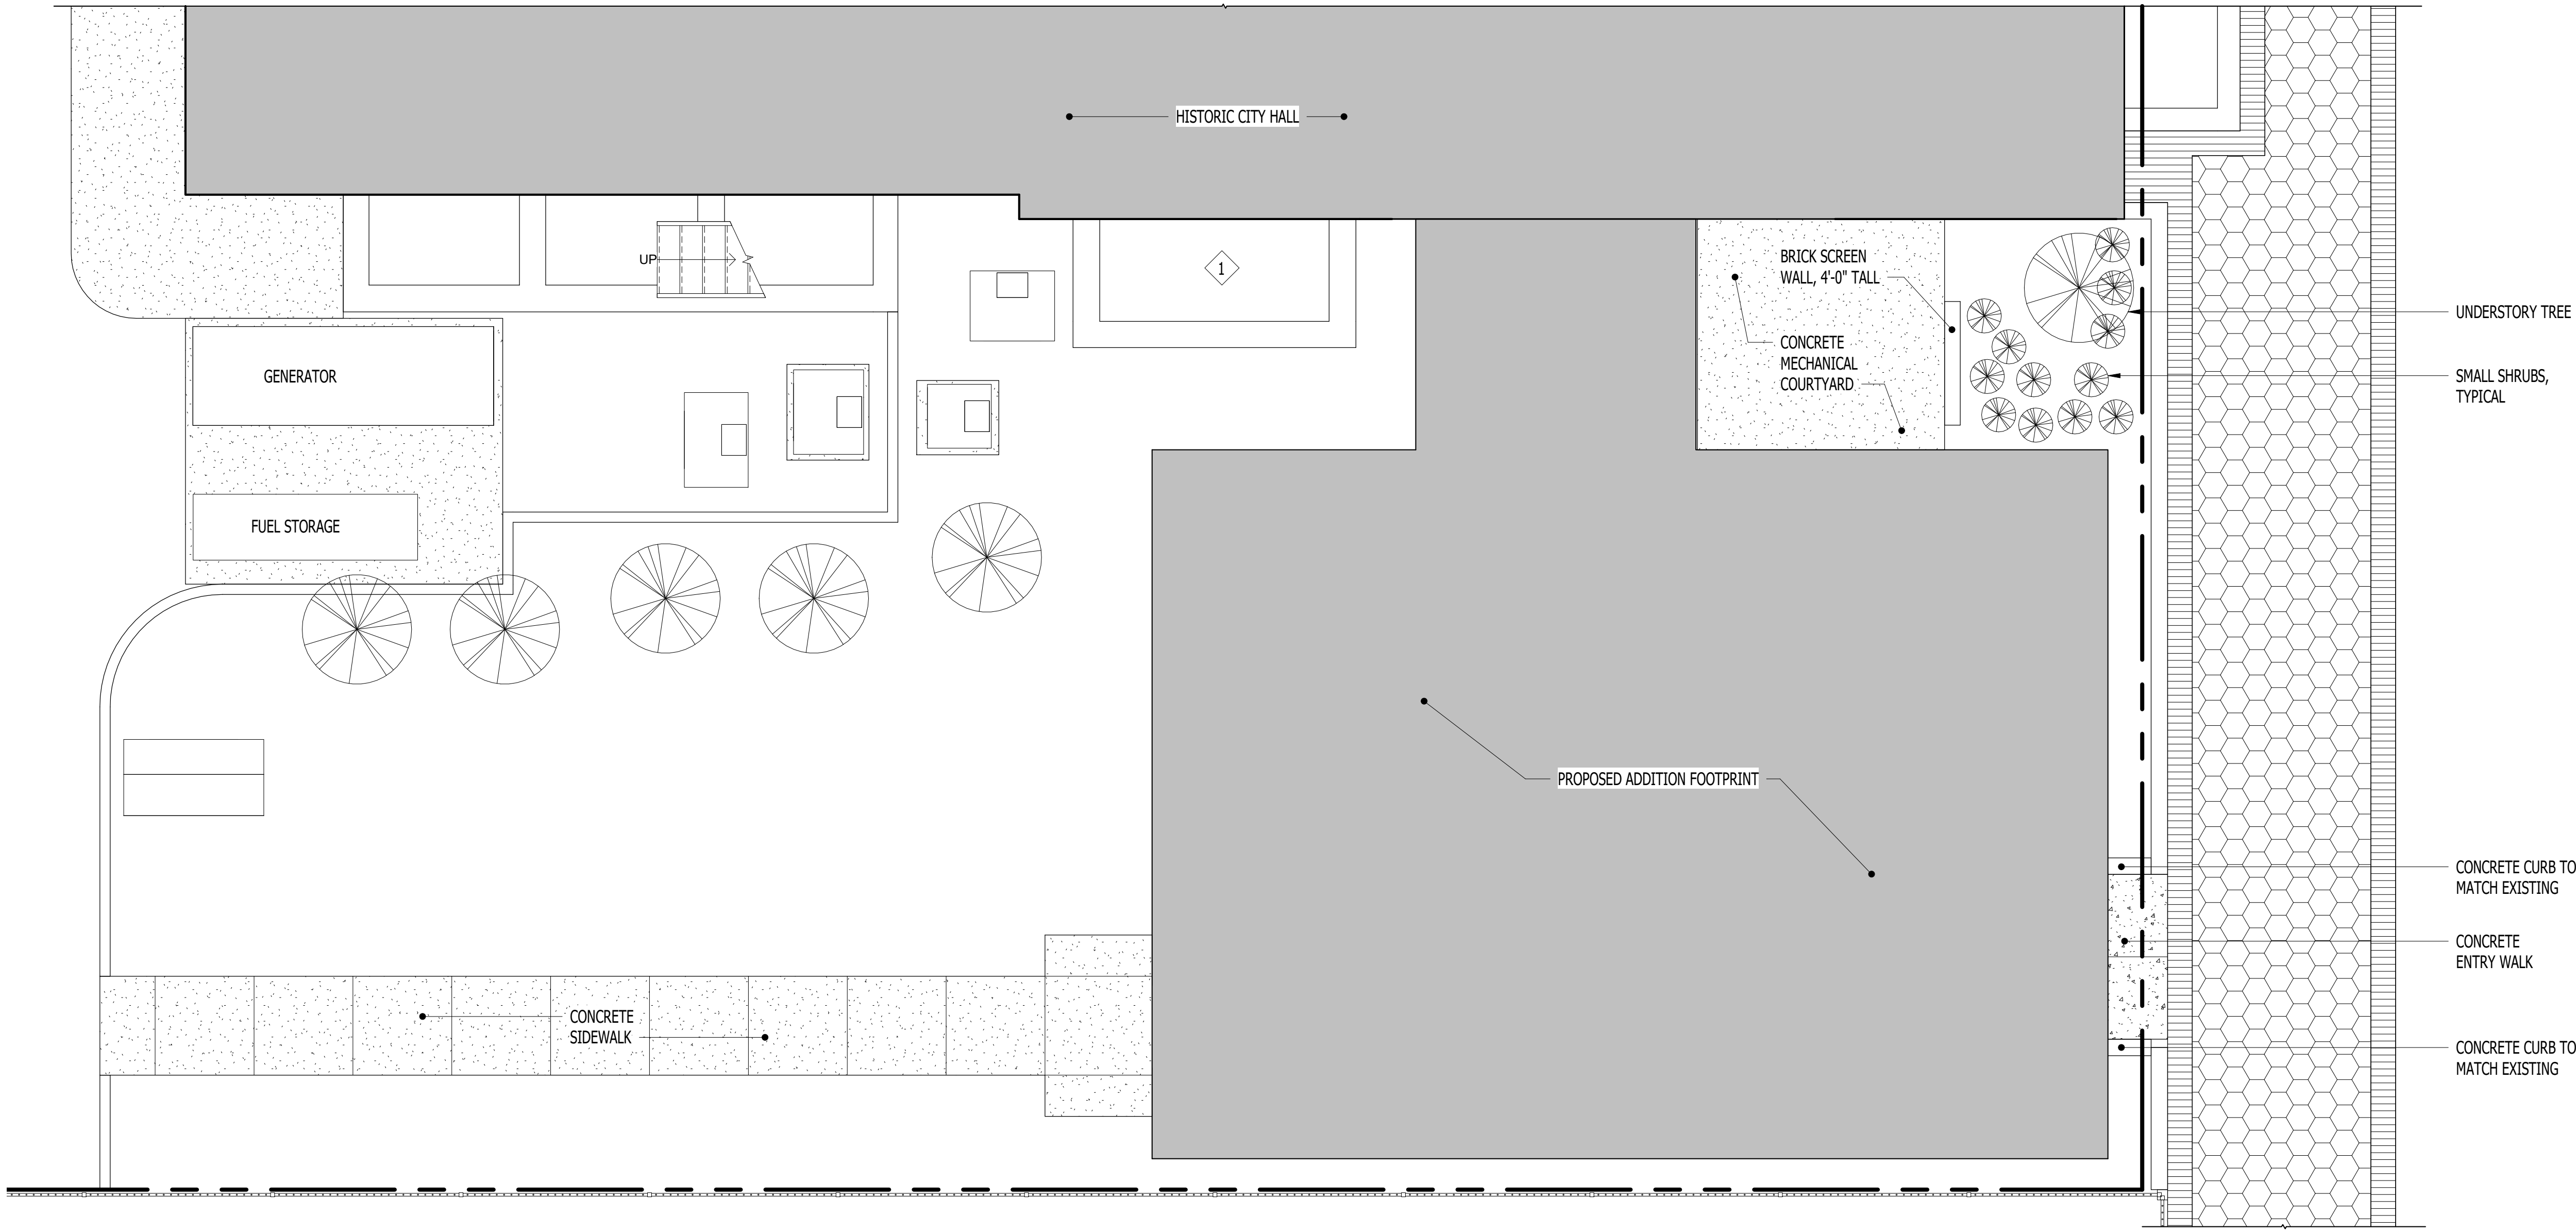 HISTORIC CITY HALL
UP
1
BRICK SCREEN
WALL, 4'-0" TALL
UNDERSTORY TREE
CONCRETE
MECHANICAL
COURTYARD
GENERATOR
SMALL SHRUBS,
TYPICAL
FUEL STORAGE
PROPOSED ADDITION FOOTPRINT
CONCRETE CURB TO
MATCH EXISTING
CONCRETE
ENTRY WALK
CONCRETE
SIDEWALK
CONCRETE CURB TO
MATCH EXISTING